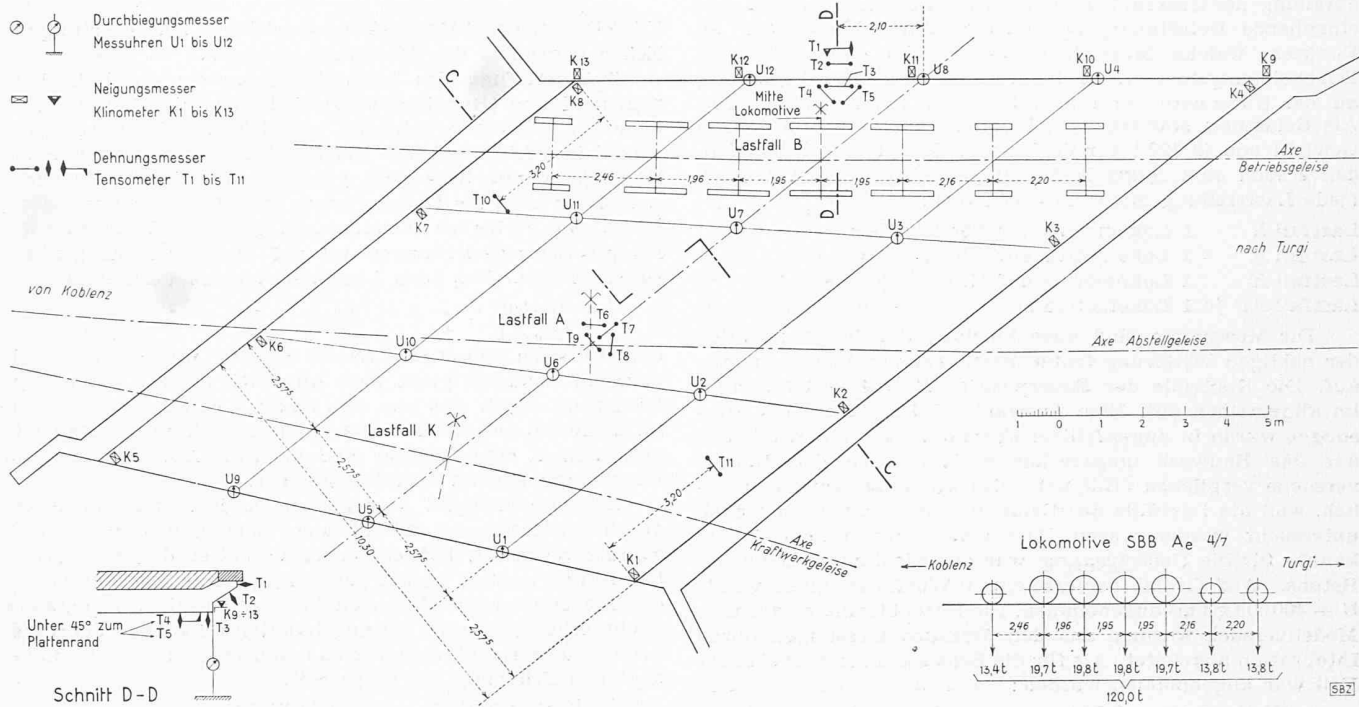 Durchbiegungsmesser
Messuhren U1 bis U12
Neigungsmesser
Klinometer K1 bis K13
Dehnungsmesser
Tensometer T1 bis T11
C
D
2,10
K13
K8
K12
U12
T1
T2
T3
T4
T5
K11
U8
K10
U4
K9
K4
Mitte
Lokomotive
Lastfall B
Axe
Betriebsgeleise
3,20
2,46
1,96
1,95
1,95
2,16
2,20
D
T10
K7
U11
U7
U3
K3
nach Turgi
von Koblenz
Lastfall A
T6
T7
T9
T8
K6
U10
U6
U2
K2
Axe Abstellgeleise
1 0 1 2 3 4 5 m
Lastfall K
2,575
2,575
2,575
2,575
10,30
K5
U9
U5
U1
K1
T11
3,20
C
Axe
Kraftwerkgeleise
Lokomotive SBB Ae 4/7
Koblenz
Turgi
2,46 1,96 1,95 1,95 2,16 2,20
13,4t 19,7t 19,8t 19,8t 19,7t 13,8t 13,8t
120,0t
T1
T2
K9÷13
T3
Unter 45° zum
Plattenrand
T4
T5
Schnitt D-D
SBZ